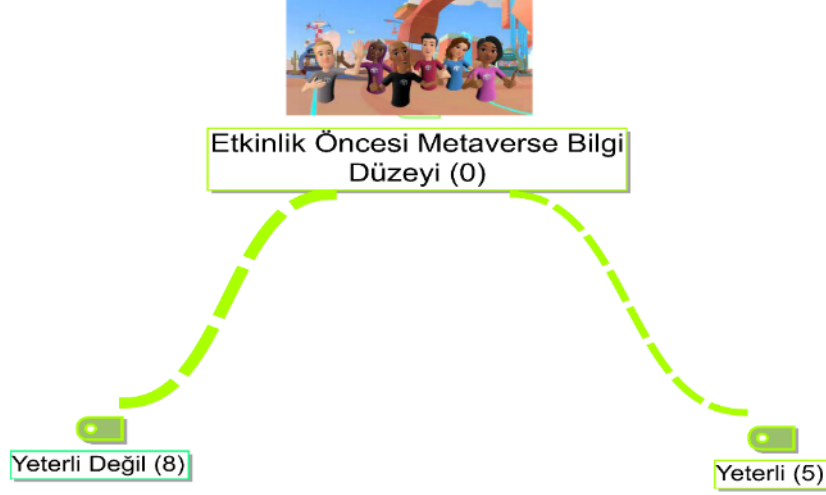 Etkinlik Öncesi Metaverse Bilgi
Düzeyi (0)
Yeterli Değil (8)
Yeterli (5)